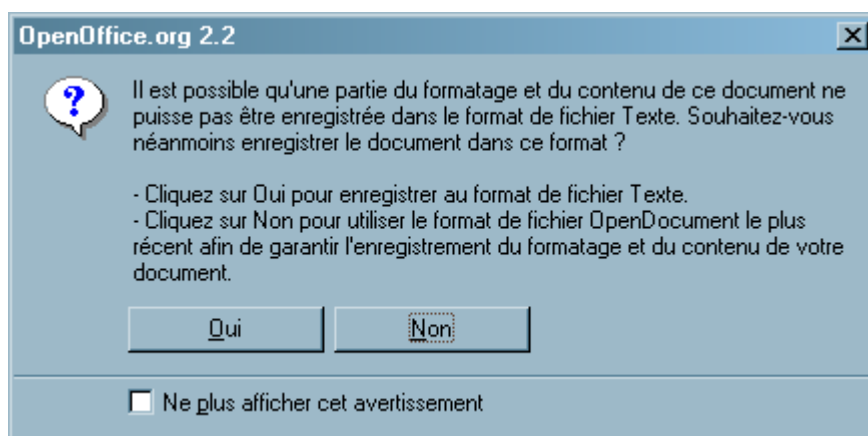 OpenOffice.org 2.2
Il est possible qu'une partie du formatage et du contenu de ce document ne
puisse pas être enregistrée dans le format de fichier Texte. Souhaitez-vous
néanmoins enregistrer le document dans ce format ?
- Cliquez sur Oui pour enregistrer au format de fichier Texte.
- Cliquez sur Non pour utiliser le format de fichier OpenDocument le plus
récent afin de garantir l'enregistrement du formatage et du contenu de votre
document.
Oui
Non
Ne plus afficher cet avertissement